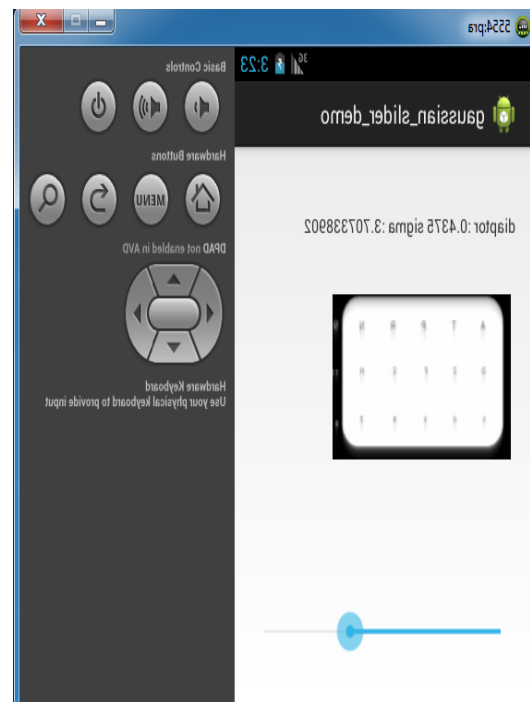 5554:pra
3G 3:23
gaussian_slider_demo
diaptor :0.4375 sigma :3.707338902
A T P R N
Basic Controls
Hardware Buttons
MENU
DPAD not enabled in AVD
Hardware Keyboard
Use your physical keyboard to provide input